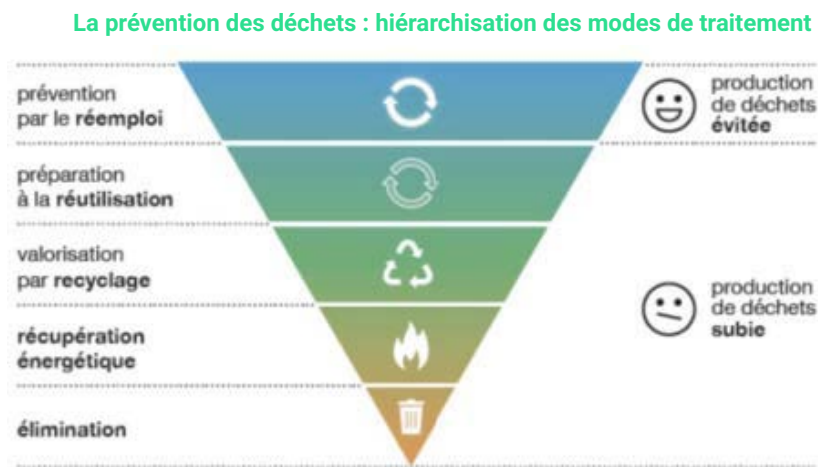 La prévention des déchets : hiérarchisation des modes de traitement
prévention
par le réemploi
production
de déchets
évitée
préparation
à la réutilisation
valorisation
par recyclage
production
de déchets
subie
récupération
énergétique
élimination